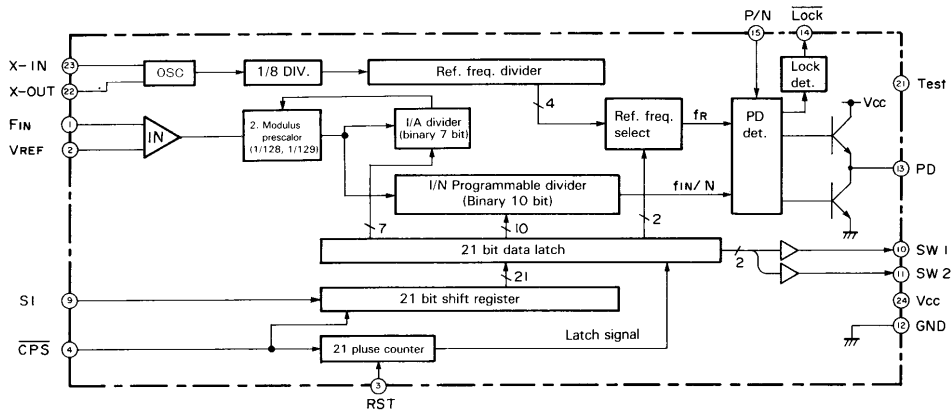 P/N
Lock
15
14
X-IN
23
OSC
1/8 DIV.
Ref. freq. divider
Lock
det.
21
Test
X-OUT
22
4
Vcc
FIN
1
IN
2. Modulus
prescalor
(1/128, 1/129)
I/A divider
(binary 7 bit)
Ref. freq.
select
fR
PD
det.
VREF
2
13
PD
I/N Programmable divider
(Binary 10 bit)
fIN/N
7
10
2
21 bit data latch
2
10
SW 1
11
SW 2
21
SI
9
21 bit shift register
24
Vcc
Latch signal
12
GND
CPS
4
21 pluse counter
3
RST